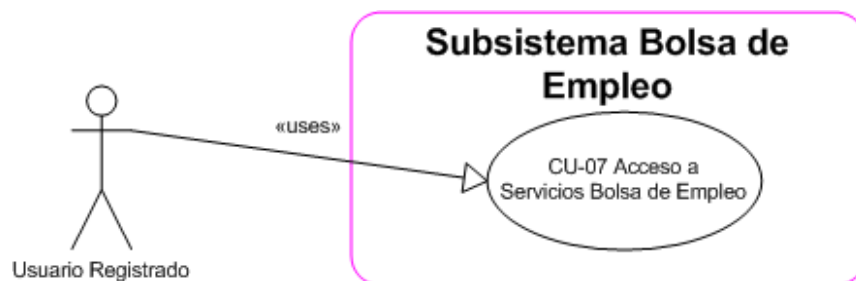 Subsistema Bolsa de
Empleo
«uses»
CU-07 Acceso a
Servicios Bolsa de Empleo
Usuario Registrado